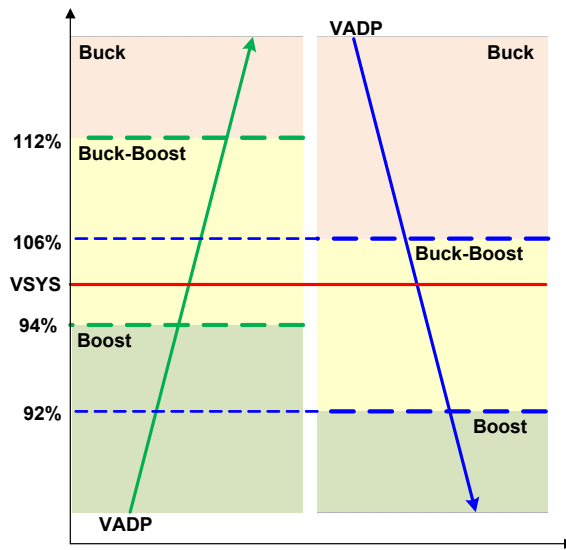 VADP
Buck
Buck
112%
Buck-Boost
106%
Buck-Boost
VSYS
94%
Boost
92%
Boost
VADP